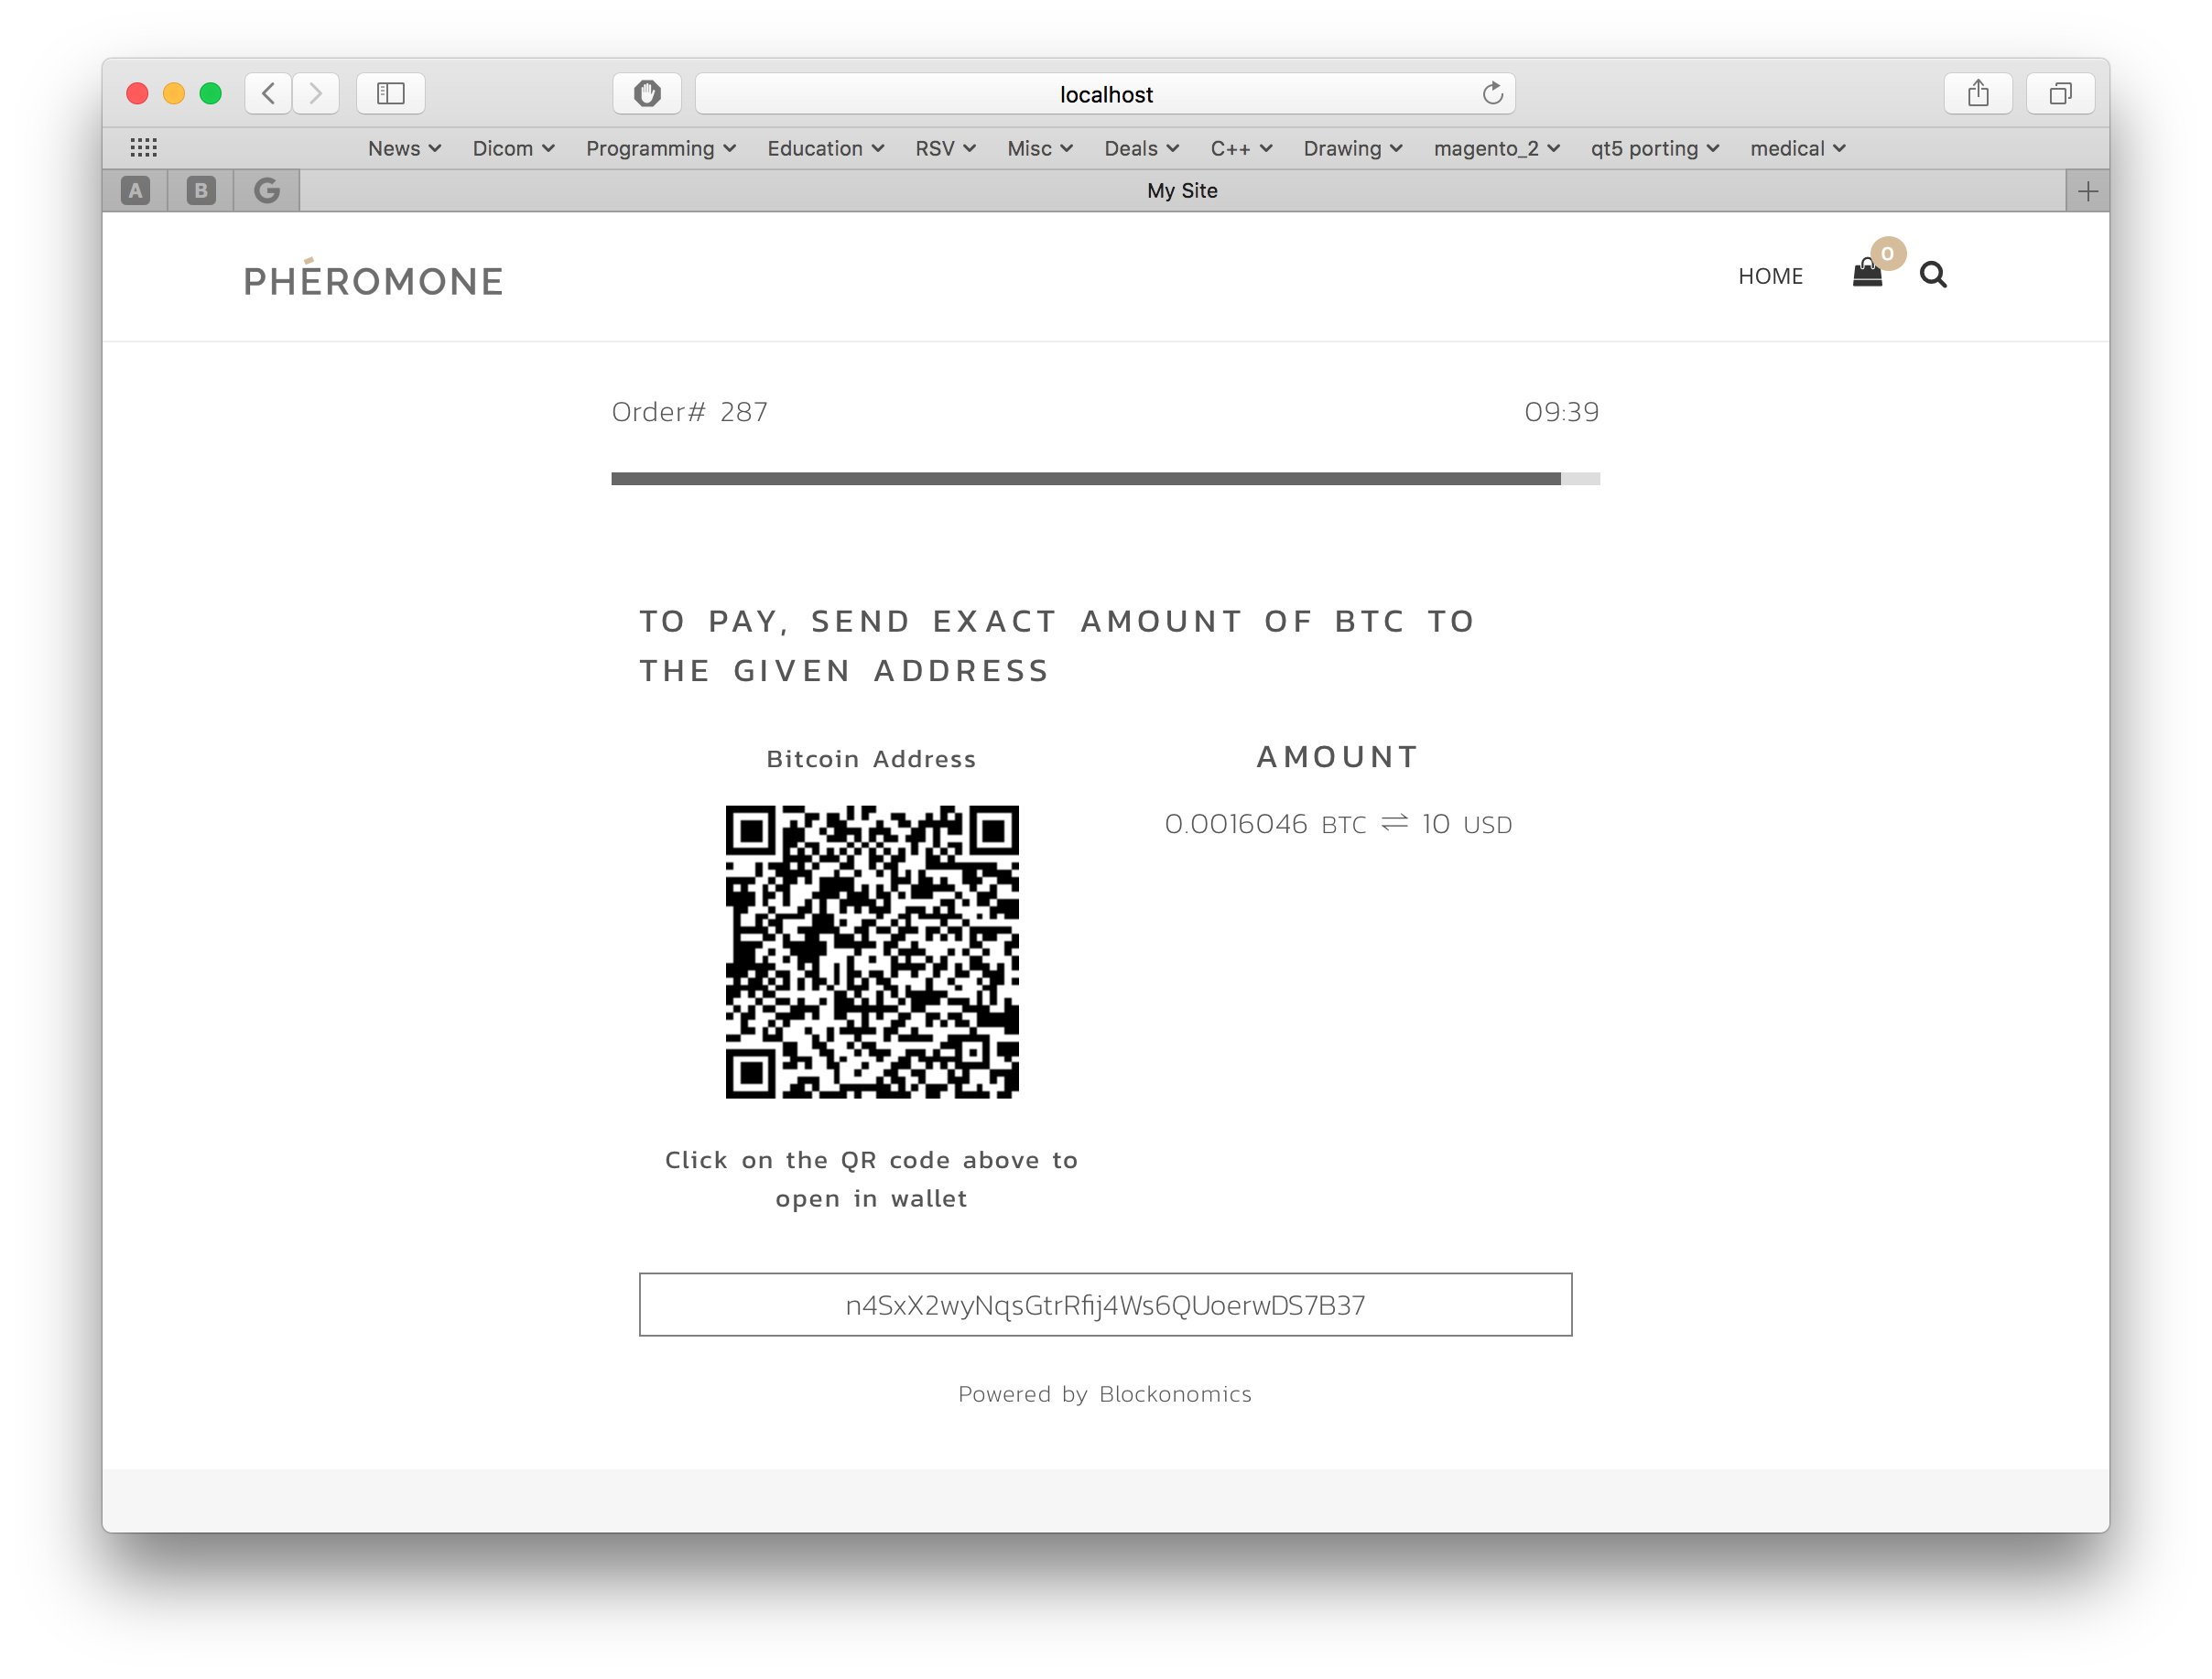 localhost
News Dicom Programming Education RSV Misc Deals C++ Drawing magento_2 qt5 porting medical
A B G My Site
PHÉROMONE HOME 0
Order# 287 09:39
TO PAY, SEND EXACT AMOUNT OF BTC TO
THE GIVEN ADDRESS
Bitcoin Address
AMOUNT
0.0016046 BTC ⇌ 10 USD
Click on the QR code above to
open in wallet
n4SxX2wyNqsGtrRfij4Ws6QUoerwDS7B37
Powered by Blockonomics